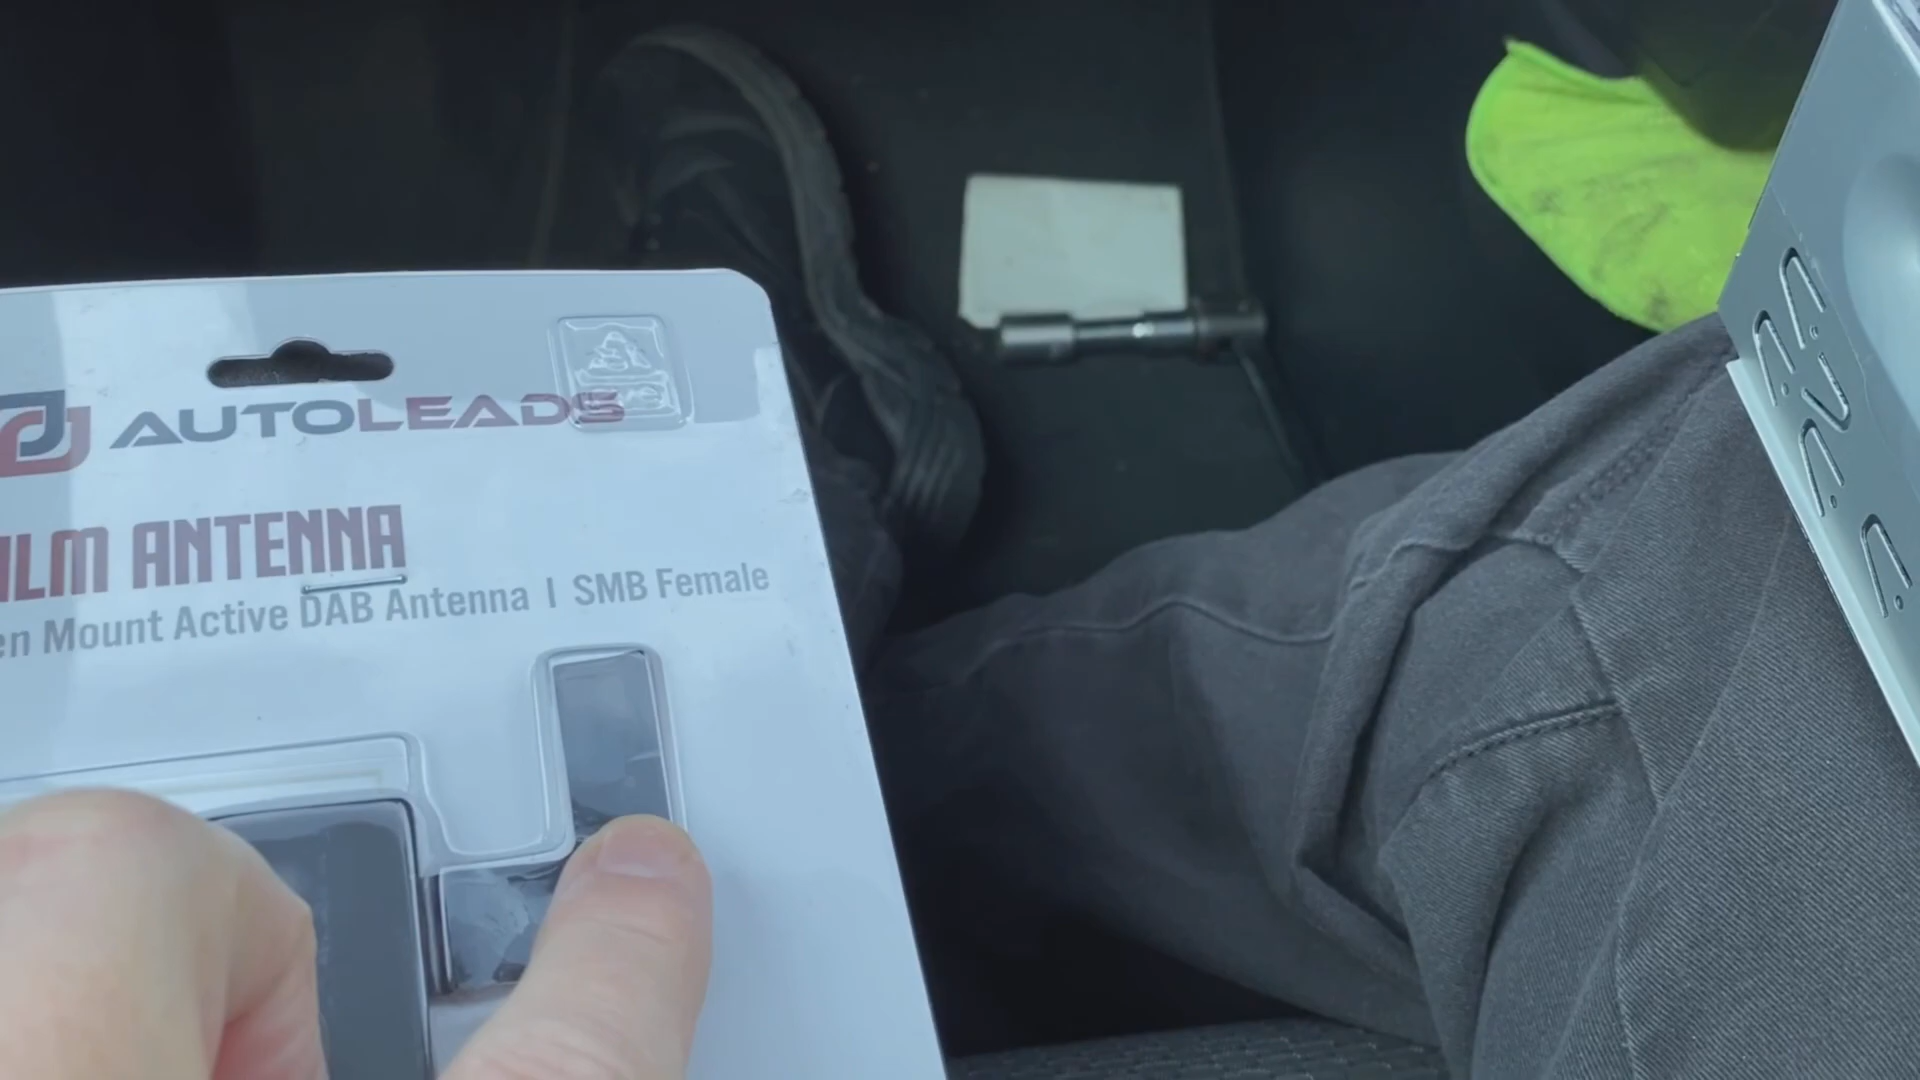 AUTOLEADS
ILM ANTENNA
en Mount Active DAB Antenna | SMB Female